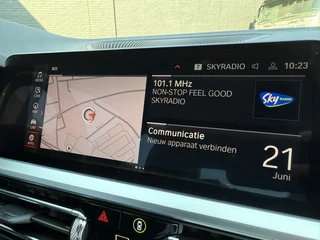 7 SKYRADIO 10:23
101.1 MHz
NON-STOP FEEL GOOD
SKYRADIO
Sky RADIO
Communicatie
Nieuw apparaat verbinden
21
Juni